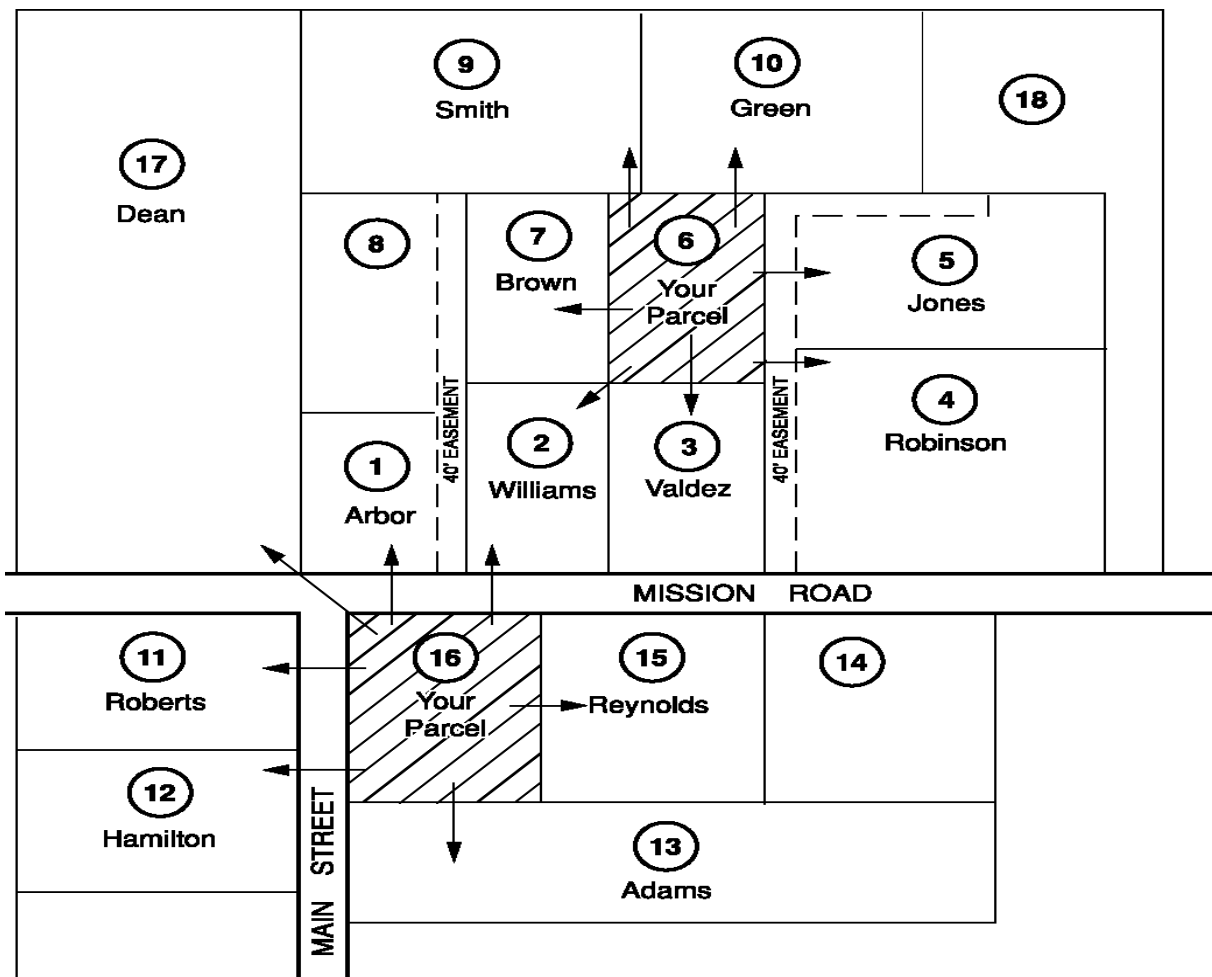 9
Smith
10
Green
18
17
Dean
8
7
Brown
6
Your
Parcel
5
Jones
4
Robinson
1
Arbor
40' EASEMENT
2
Williams
3
Valdez
40' EASEMENT
MISSION ROAD
11
Roberts
16
Your
Parcel
15
Reynolds
14
12
Hamilton
MAIN STREET
13
Adams